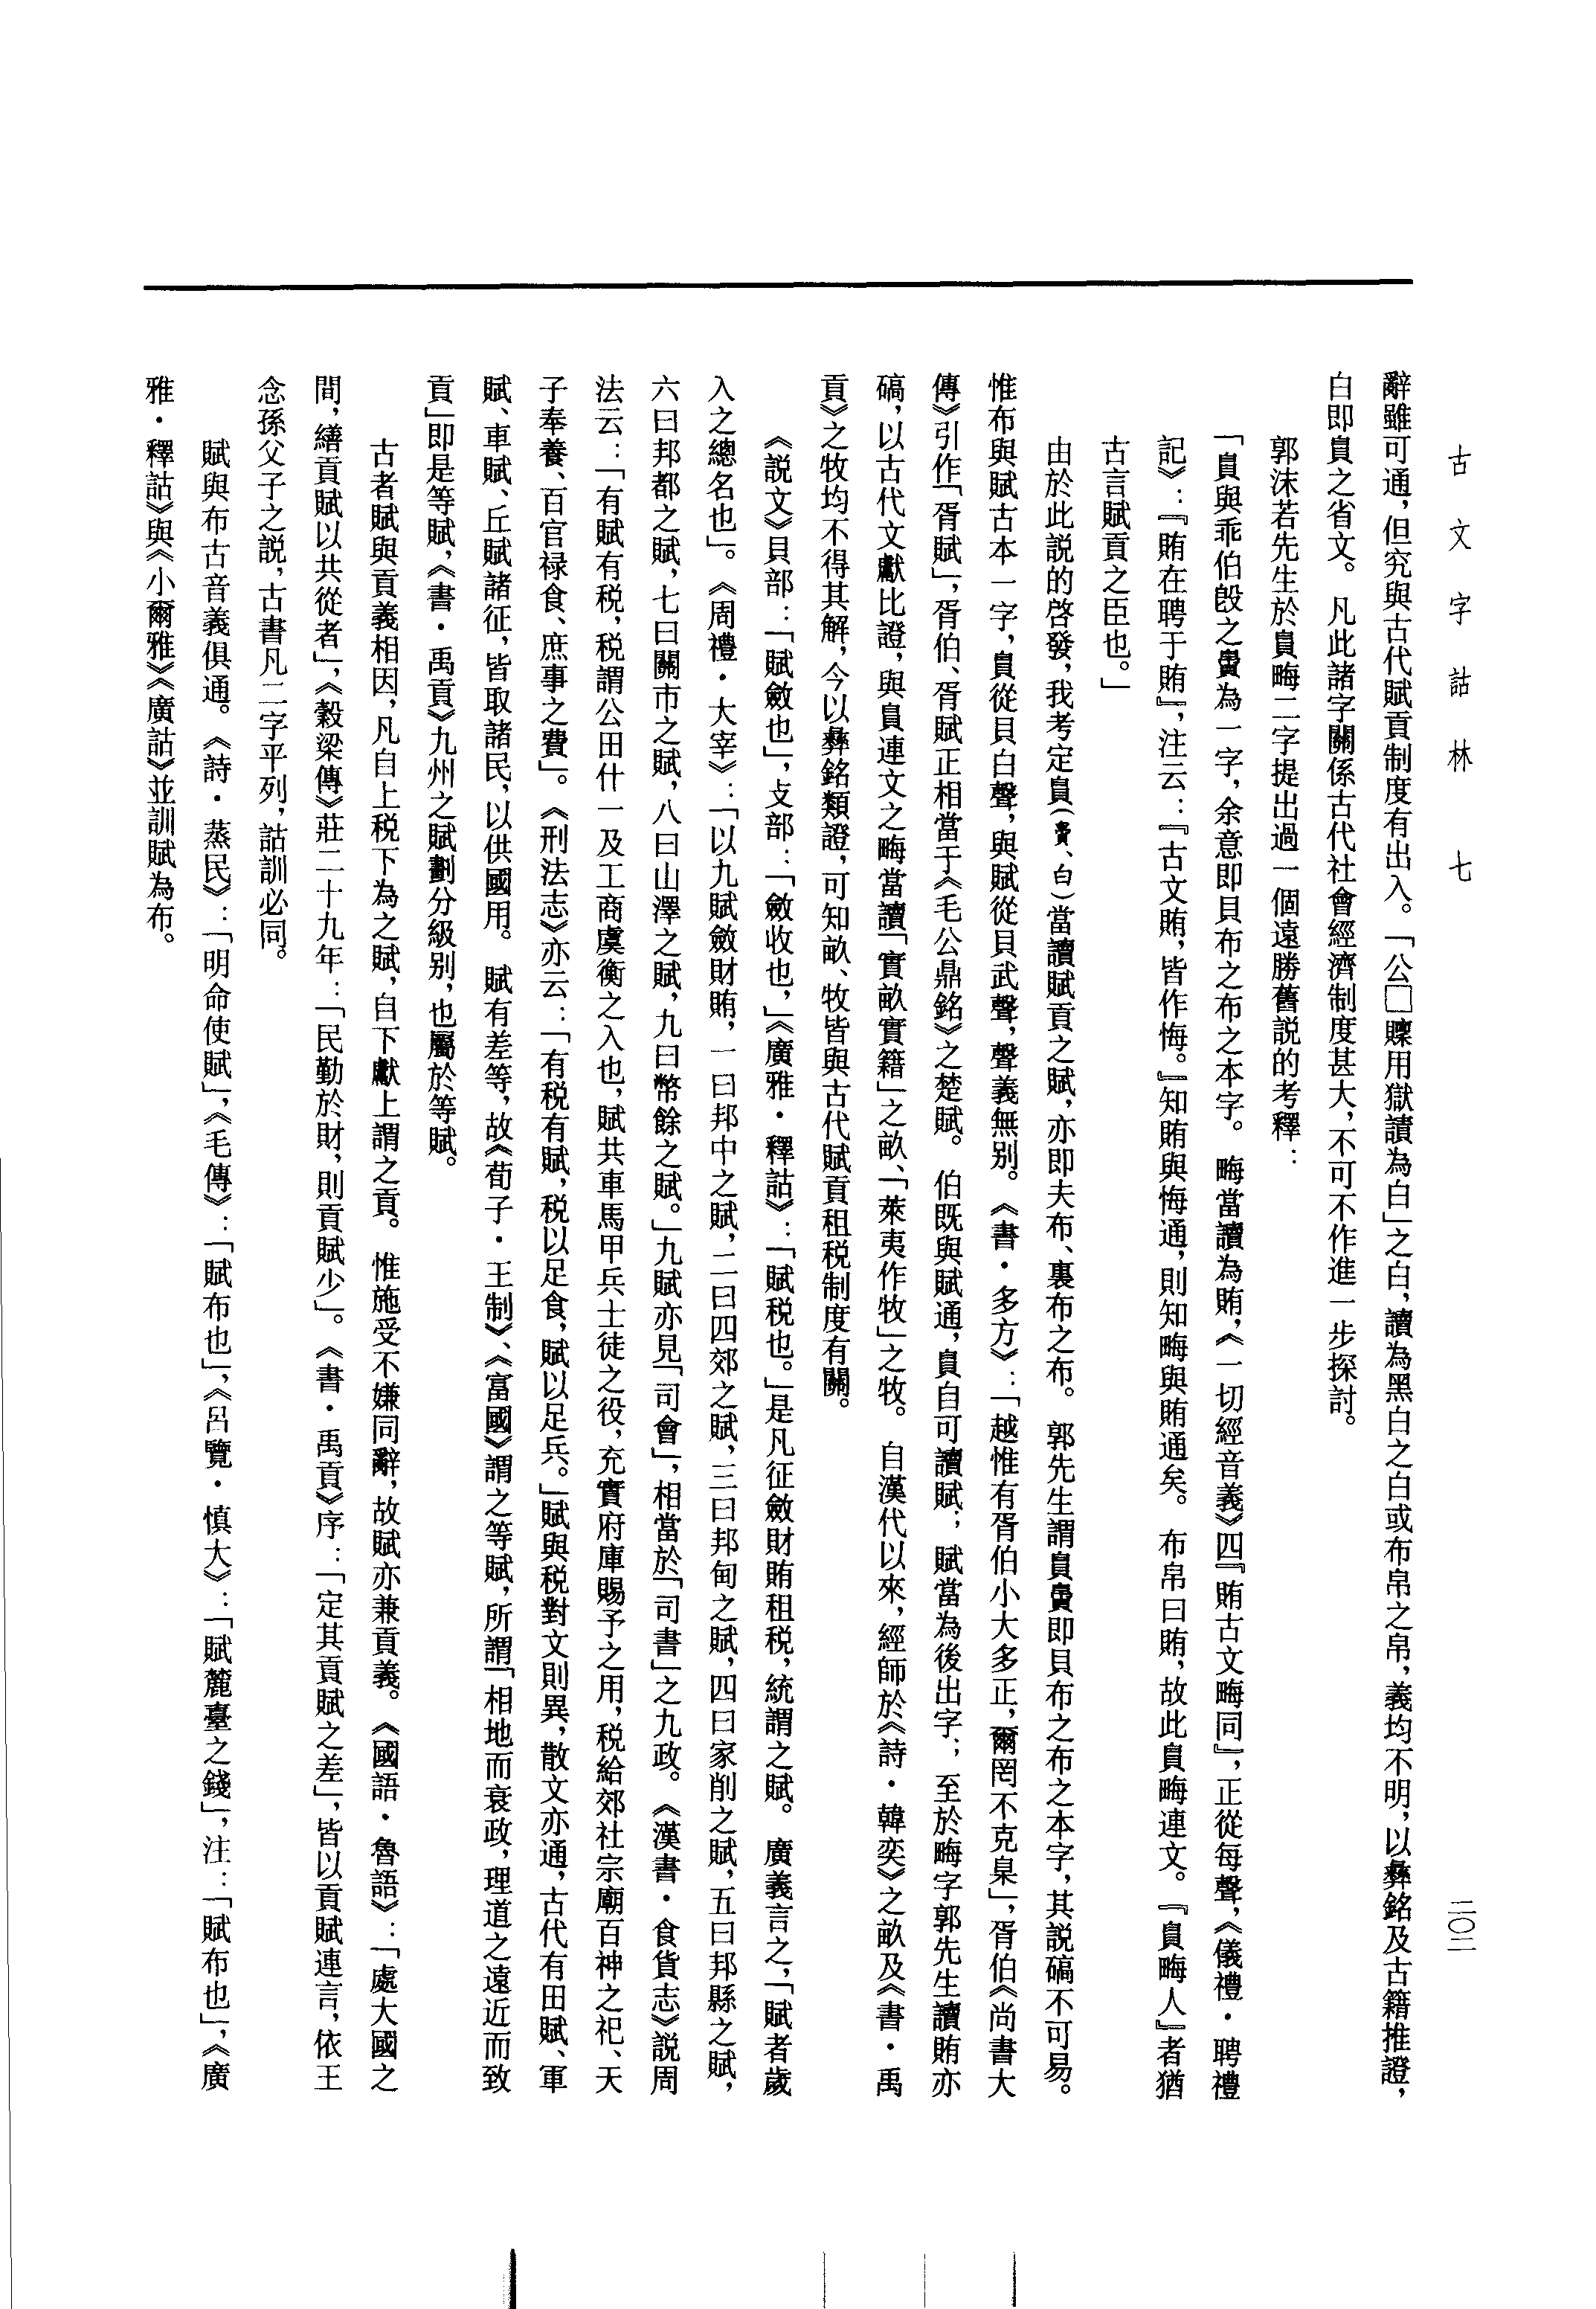 古文字詁林　七
二〇二
辭雖可通，但究與古代賦貢制度有出入。「公□賝用獄讀為白」之白，讀為黑白之白或布帛之帛，義均不明，以彝銘及古籍推證，
白即𧵒之省文。凡此諸字關係古代社會經濟制度甚大，不可不作進一步探討。
郭沫若先生於𧵒畮二字提出過一個遠勝舊説的考釋：
「𧵒與乖伯𣪘之為一字，余意即貝布之布之本字。畮當讀為賄，《一切經音義》四『賄古文畮同』，正從每聲，《儀禮・聘禮
記》：『賄在聘于賄』，注云：『古文賄，皆作悔。』知賄與悔通，則知畮與賄通矣。布帛曰賄，故此𧵒畮連文。『𧵒畮人』者猶
古言賦貢之臣也。」
由於此説的啓發，我考定𧵒（、白）當讀賦貢之賦，亦即夫布、裏布之布。郭先生謂𧵒即貝布之布之本字，其説碻不可易。
惟布與賦古本一字，𧵒從貝白聲，與賦從貝武聲，聲義無别。《書・多方》：「越惟有胥伯小大多正，爾罔不克臬」，胥伯《尚書大
傳》引作「胥賦」，胥伯、胥賦正相當于《毛公鼎銘》之楚賦。伯既與賦通，𧵒自可讀賦；賦當為後出字；至於畮字郭先生讀賄亦
碻，以古代文獻比證，與𧵒連文之畮當讀「實畝實籍」之畝、「萊夷作牧」之牧。自漢代以來，經師於《詩・韓奕》之畝及《書・禹
貢》之牧均不得其解，今以彝銘類證，可知畝、牧皆與古代賦貢租税制度有關。
《説文》貝部：「賦斂也」，攴部：「斂收也，」《廣雅・釋詁》：「賦税也。」是凡征斂財賄租税，統謂之賦。廣義言之，「賦者歲
入之總名也」。《周禮・大宰》：「以九賦斂財賄，一曰邦中之賦，二曰四郊之賦，三曰邦甸之賦，四曰家削之賦，五曰邦縣之賦，
六曰邦都之賦，七曰關市之賦，八曰山澤之賦，九曰幣餘之賦。」九賦亦見「司會」，相當於「司書」之九政。《漢書・食貨志》説周
法云：「有賦有税，税謂公田什一及工商虞衡之入也，賦共車馬甲兵士徒之役，充實府庫賜予之用，税給郊社宗廟百神之祀、天
子奉養、百官禄食、庶事之費」。《刑法志》亦云：「有税有賦，税以足食，賦以足兵。」賦與税對文則異，散文亦通，古代有田賦、軍
賦、車賦、丘賦諸征，皆取諸民，以供國用。賦有差等，故《荀子・王制》、《富國》謂之等賦，所謂「相地而衰政，理道之遠近而致
貢」即是等賦，《書・禹貢》九州之賦劃分級别，也屬於等賦。
古者賦與貢義相因，凡自上税下為之賦，自下獻上謂之貢。惟施受不嫌同辭，故賦亦兼貢義。《國語・魯語》：「處大國之
間，繕貢賦以共從者」，《穀梁傳》莊二十九年：「民勤於財，則貢賦少」。《書・禹貢》序：「定其貢賦之差」，皆以貢賦連言，依王
念孫父子之説，古書凡二字平列，詁訓必同。
賦與布古音義俱通。《詩・蒸民》：「明命使賦」，《毛傳》：「賦布也」，《呂覽・慎大》：「賦麓臺之錢」，注：「賦布也」，《廣
雅・釋詁》與《小爾雅》《廣詁》並訓賦為布。